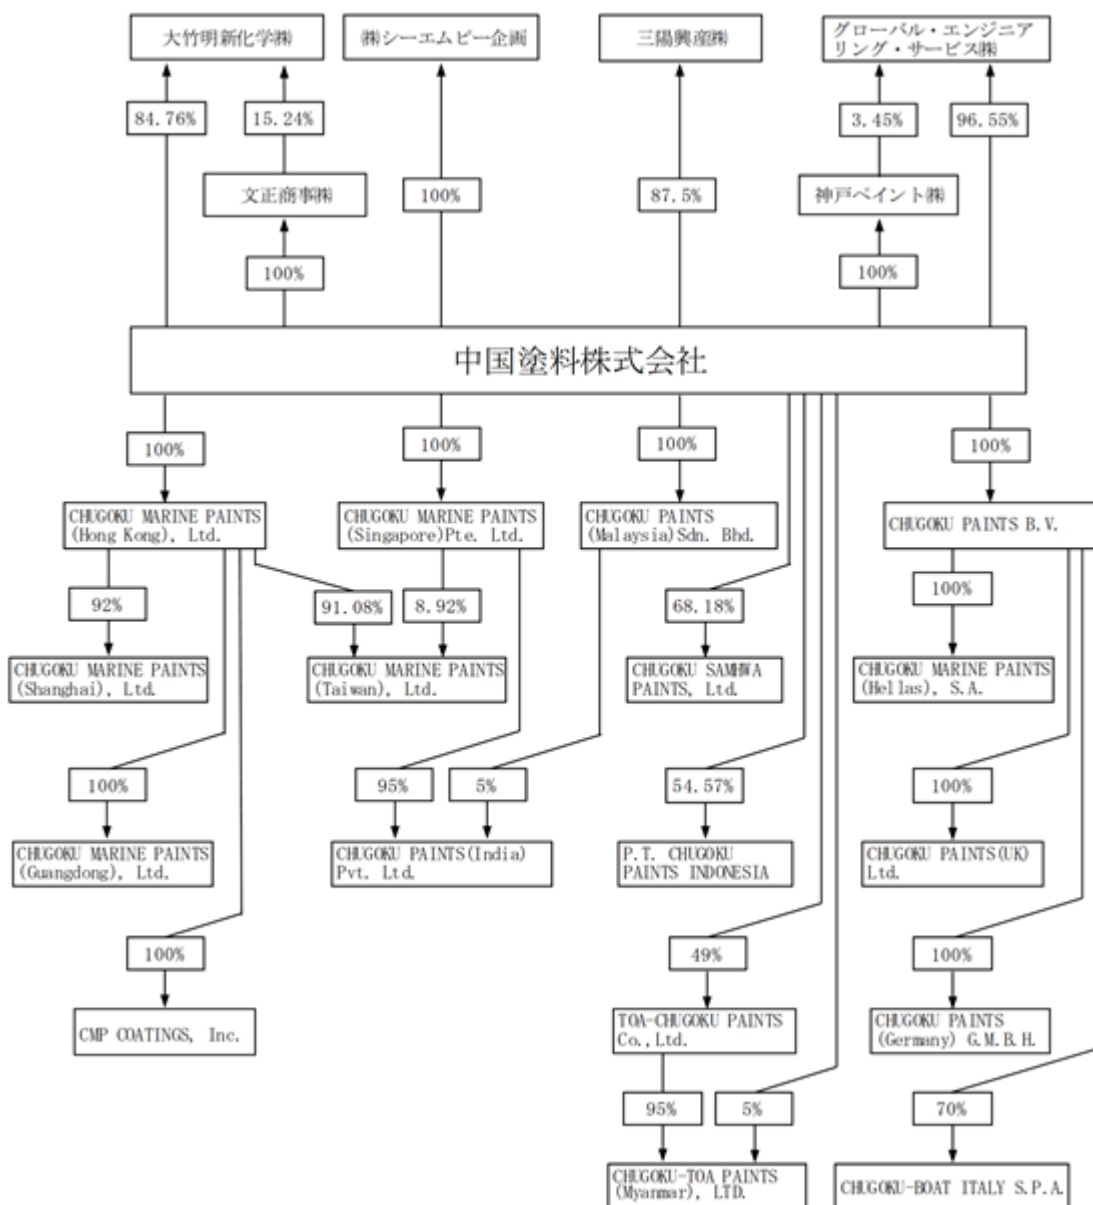 大竹明新化学㈱
㈱シーエムピー企画
三陽興産㈱
グローバル・エンジニア
リング・サービス㈱
84.76%
15.24%
3.45%
96.55%
文正商事㈱
100%
87.5%
神戸ペイント㈱
100%
100%
中国塗料株式会社
100%
100%
100%
100%
CHUGOKU MARINE PAINTS
(Hong Kong), Ltd.
CHUGOKU MARINE PAINTS
(Singapore)Pte. Ltd.
CHUGOKU PAINTS
(Malaysia)Sdn. Bhd.
CHUGOKU PAINTS B.V.
92%
91.08%
8.92%
68.18%
100%
CHUGOKU MARINE PAINTS
(Shanghai), Ltd.
CHUGOKU MARINE PAINTS
(Taiwan), Ltd.
CHUGOKU SAMHWA
PAINTS, Ltd.
CHUGOKU MARINE PAINTS
(Hellas), S.A.
100%
95%
5%
54.57%
100%
CHUGOKU MARINE PAINTS
(Guangdong), Ltd.
CHUGOKU PAINTS(India)
Pvt. Ltd.
P.T. CHUGOKU
PAINTS INDONESIA
CHUGOKU PAINTS(UK)
Ltd.
100%
49%
100%
CMP COATINGS, Inc.
TOA-CHUGOKU PAINTS
Co.,Ltd.
CHUGOKU PAINTS
(Germany) G.M.B.H.
95%
5%
70%
CHUGOKU-TOA PAINTS
(Myanmar), LTD.
CHUGOKU-BOAT ITALY S.P.A.